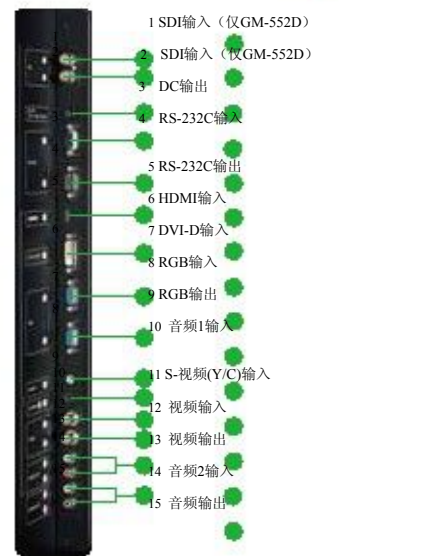 1 SDI输入（仅GM-552D）
2 SDI输入（仅GM-552D）
3 DC输出
4 RS-232C输入
5 RS-232C输出
6 HDMI输入
7 DVI-D输入
8 RGB输入
9 RGB输出
10 音频1输入
11 S-视频(Y/C)输入
12 视频输入
13 视频输出
14 音频2输入
15 音频输出